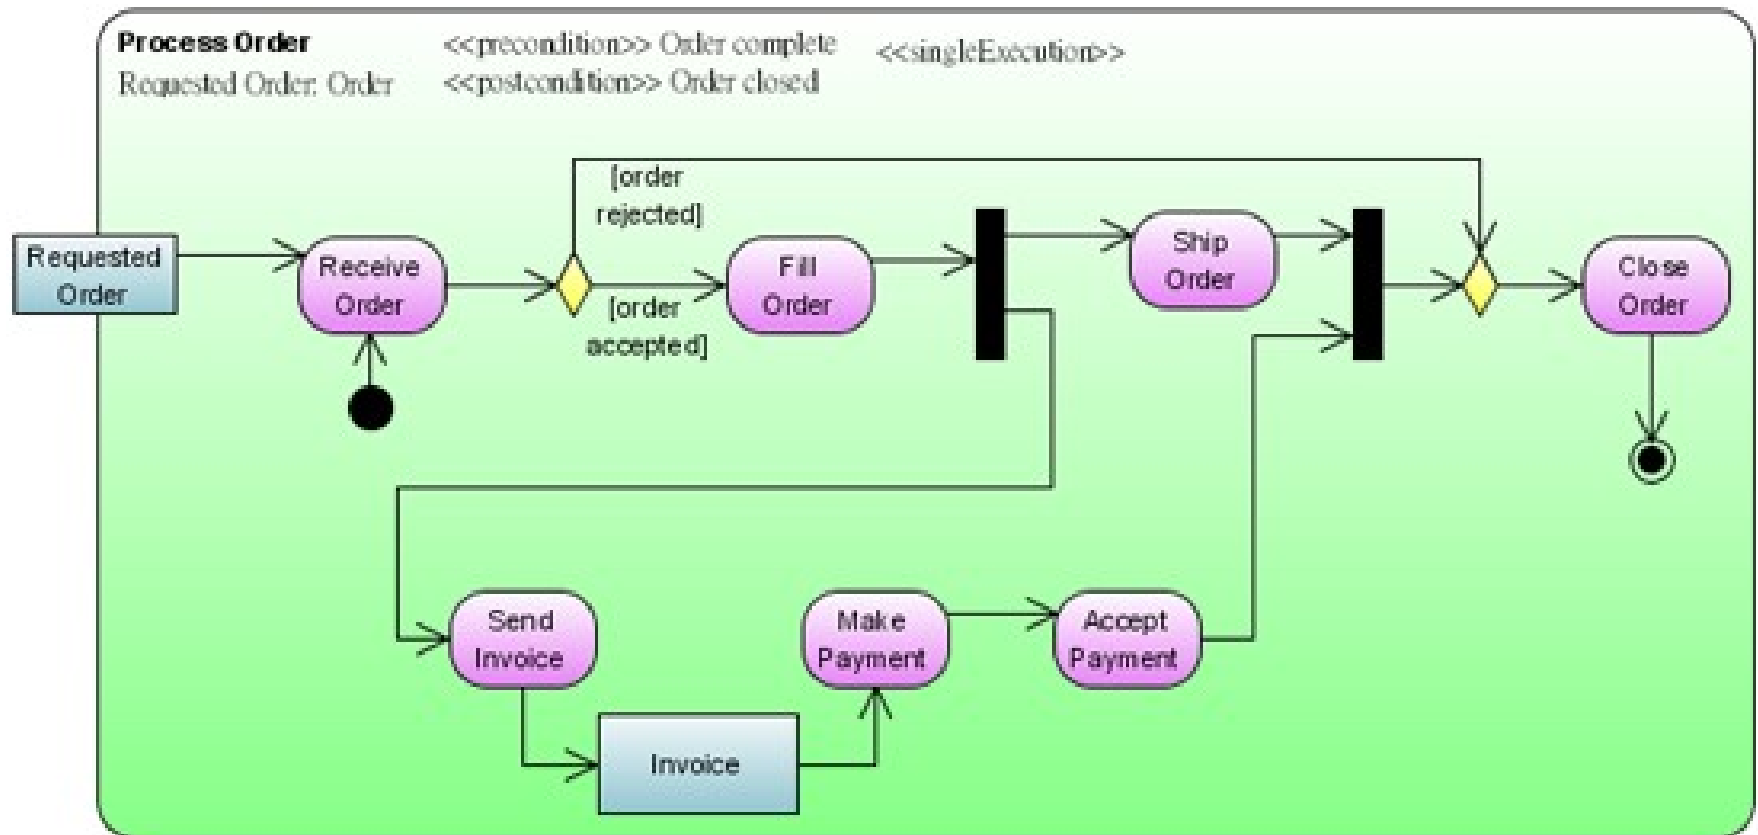 Process Order
<<precondition>> Order complete
<<singleExecution>>
Requested Order: Order
<<postcondition>> Order closed
[order
rejected]
Requested
Order
Receive
Order
[order
accepted]
Fill
Order
Ship
Order
Close
Order
Send
Invoice
Make
Payment
Accept
Payment
Invoice